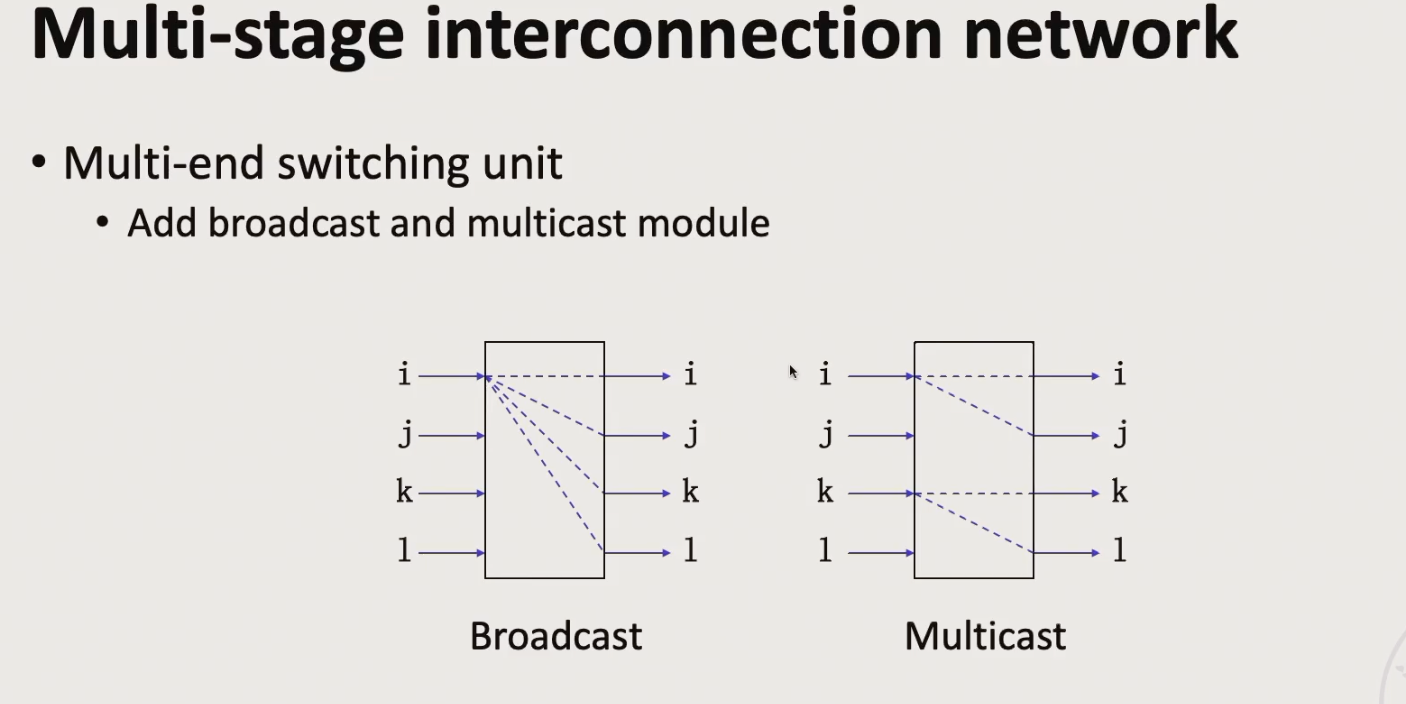 Multi-stage interconnection network
• Multi-end switching unit
• Add broadcast and multicast module
i i i i
j j j j
k k k k
l l l l
Broadcast Multicast